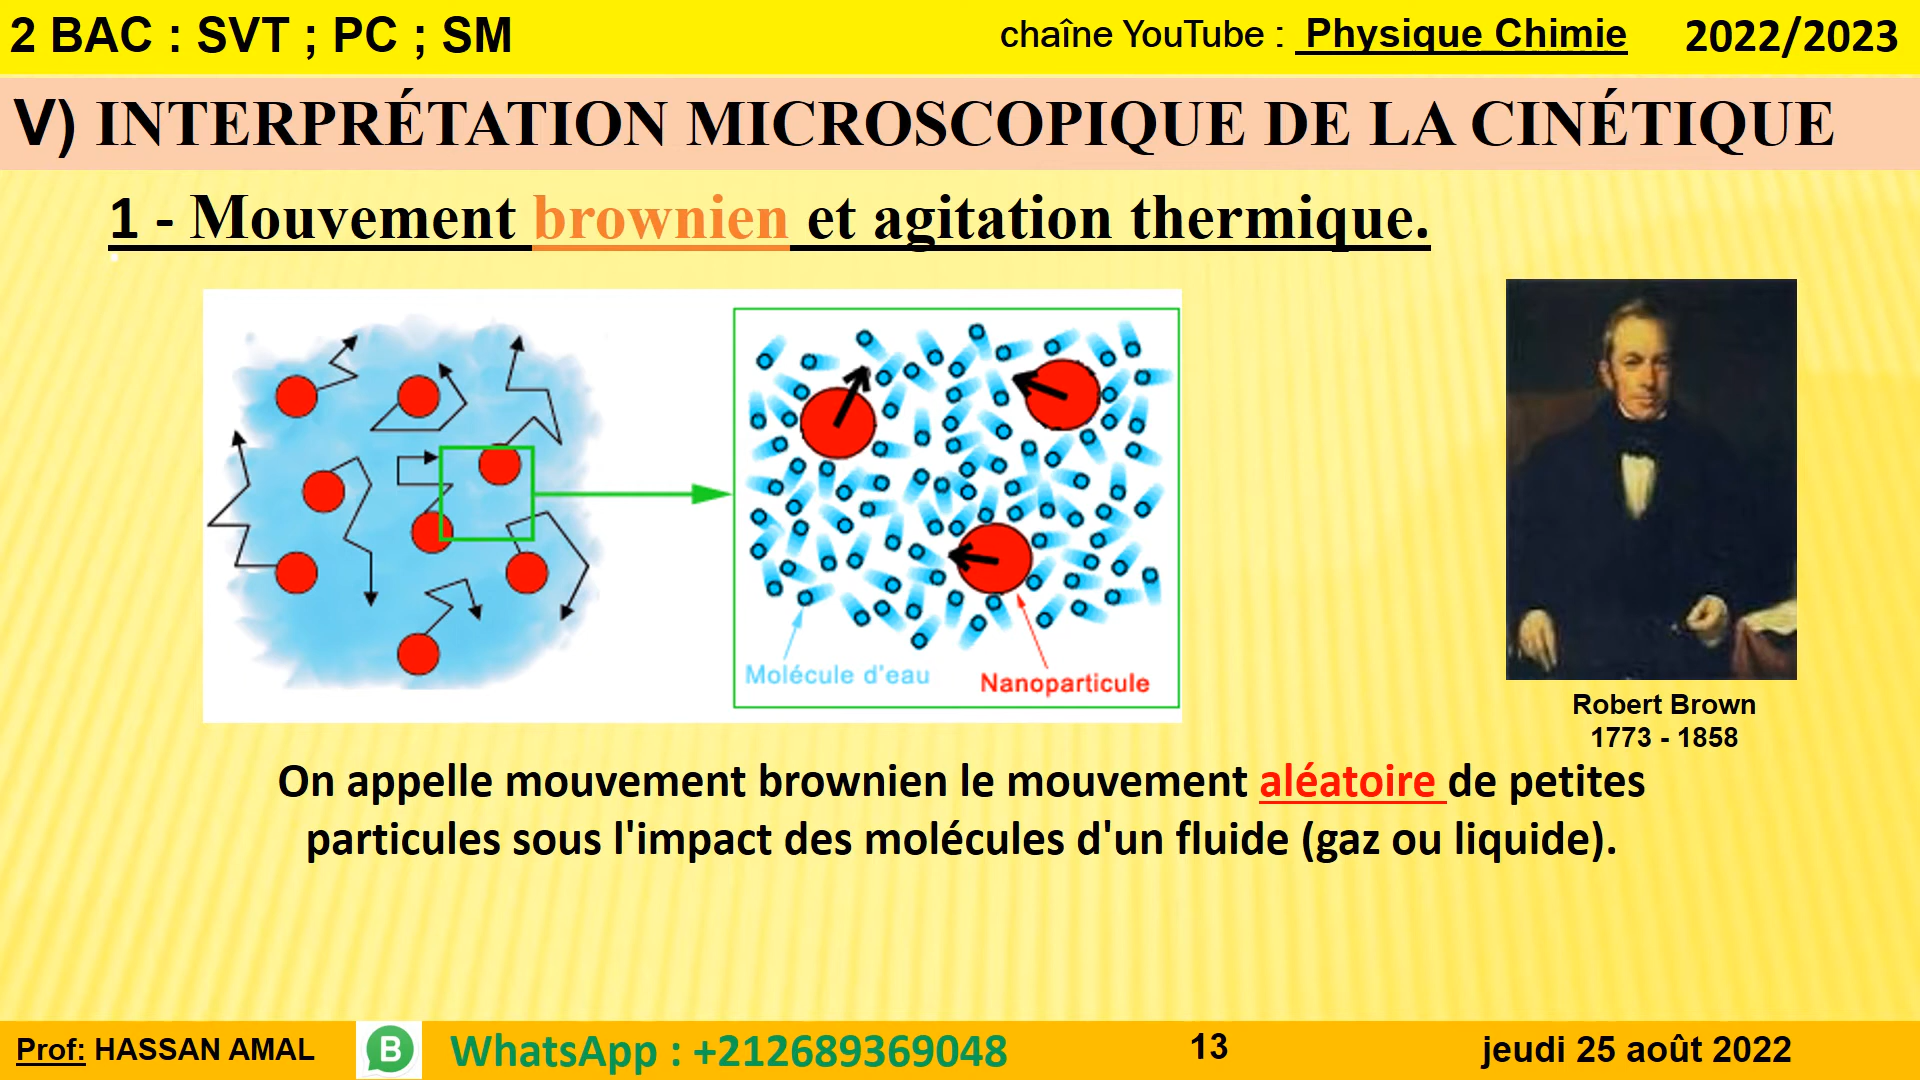 2 BAC : SVT ; PC ; SM
chaîne YouTube : Physique Chimie
2022/2023
V) INTERPRÉTATION MICROSCOPIQUE DE LA CINÉTIQUE
1 - Mouvement brownien et agitation thermique.
Molécule d'eau
Nanoparticule
Robert Brown
1773 - 1858
On appelle mouvement brownien le mouvement aléatoire de petites
particules sous l'impact des molécules d'un fluide (gaz ou liquide).
Prof: HASSAN AMAL
B
WhatsApp : +212689369048
13
jeudi 25 août 2022